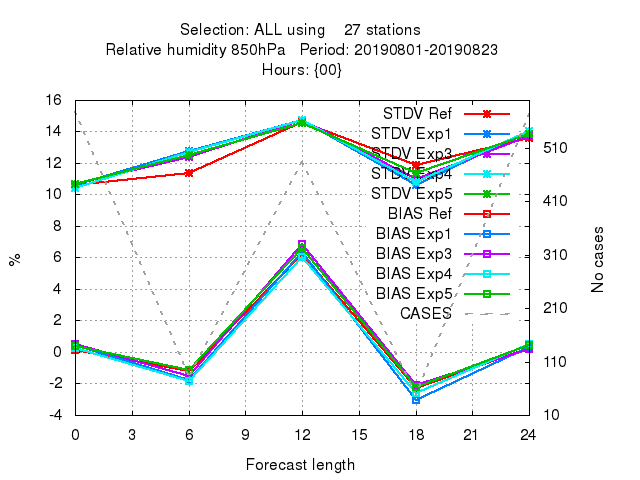 Selection: ALL using    27 stations
Relative humidity 850hPa   Period: 20190801-20190823
Hours: {00}
16
14
12
10
8
6
4
2
0
-2
-4
%
STDV Ref
STDV Exp1
STDV Exp3
STDV Exp4
STDV Exp5
BIAS Ref
BIAS Exp1
BIAS Exp3
BIAS Exp4
BIAS Exp5
CASES
510
410
310
210
110
10
No cases
0 3 6 9 12 15 18 21 24
Forecast length